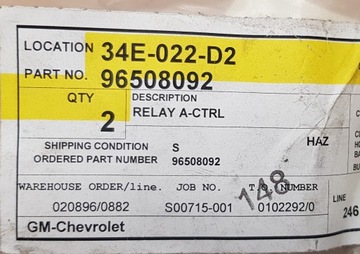 LOCATION 34E-022-D2
PART NO. 96508092
QTY DESCRIPTION
2 RELAY A-CTRL
SHIPPING CONDITION S HAZ
ORDERED PART NUMBER 96508092
WAREHOUSE ORDER/line. JOB NO. T.O. NUMBER
148
020896/0882 S00715-001 0102292/0
LINE
246
GM-Chevrolet